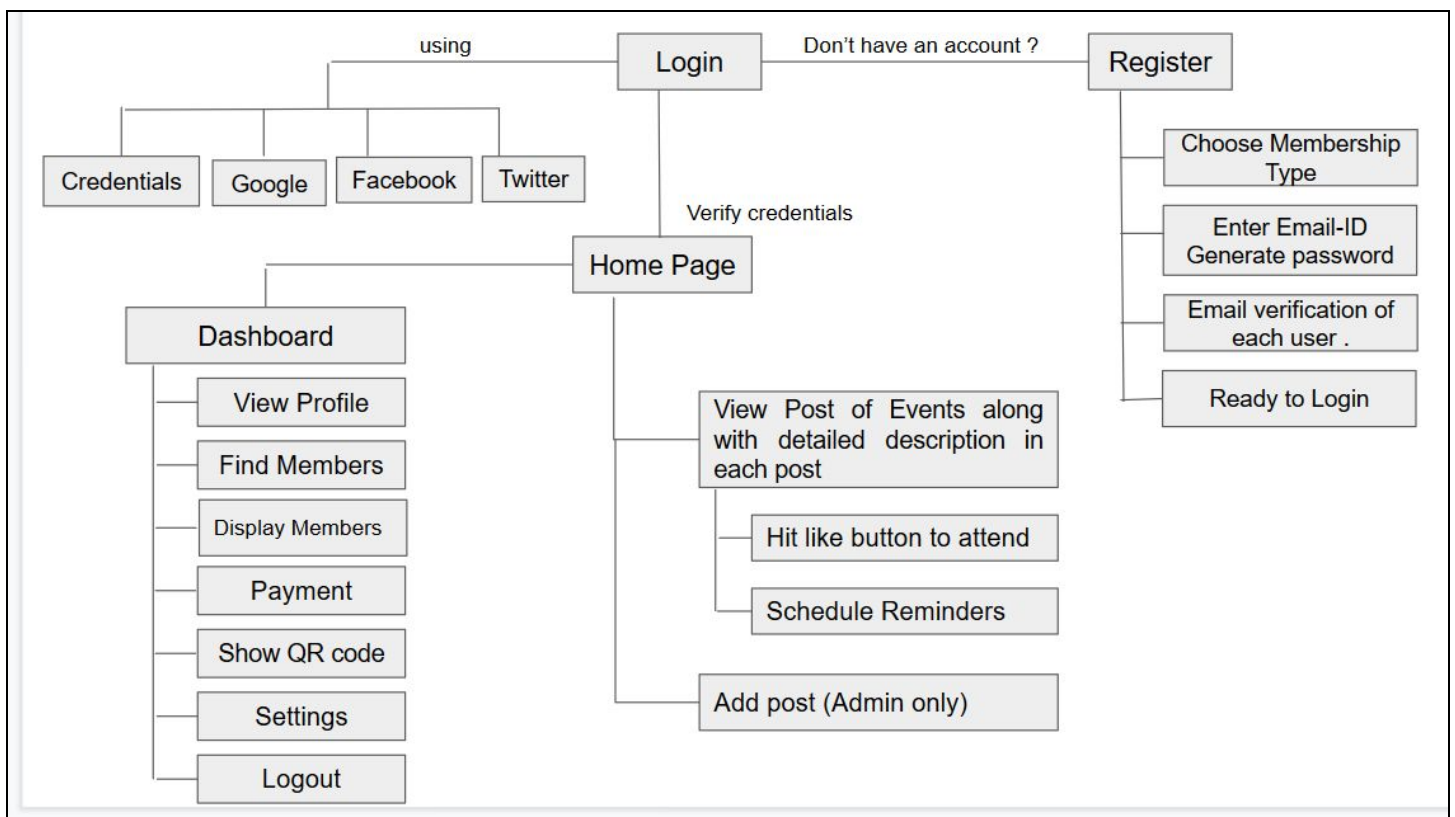 using
Login
Don't have an account ?
Register
Credentials
Google
Facebook
Twitter
Choose Membership
Type
Verify credentials
Enter Email-ID
Generate password
Home Page
Email verification of
each user .
Dashboard
Ready to Login
View Profile
Find Members
Display Members
Payment
Show QR code
Settings
Logout
View Post of Events along
with detailed description in
each post
Hit like button to attend
Schedule Reminders
Add post (Admin only)